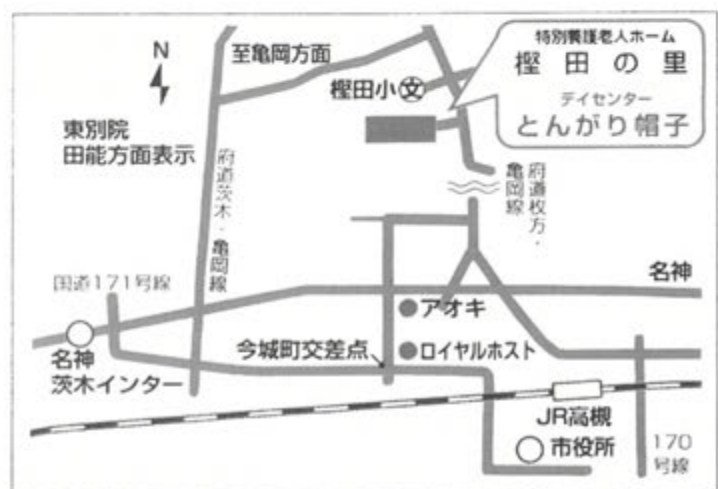 N
至亀岡方面
特別養護老人ホーム
樫田の里
デイセンター
とんがり帽子
樫田小
文
東別院
田能方面表示
府道茨木・亀岡線
府道枚方・
亀岡線
国道171号線
名神
アオキ
名神
茨木インター
今城町交差点
ロイヤルホスト
JR高槻
市役所
170
号線